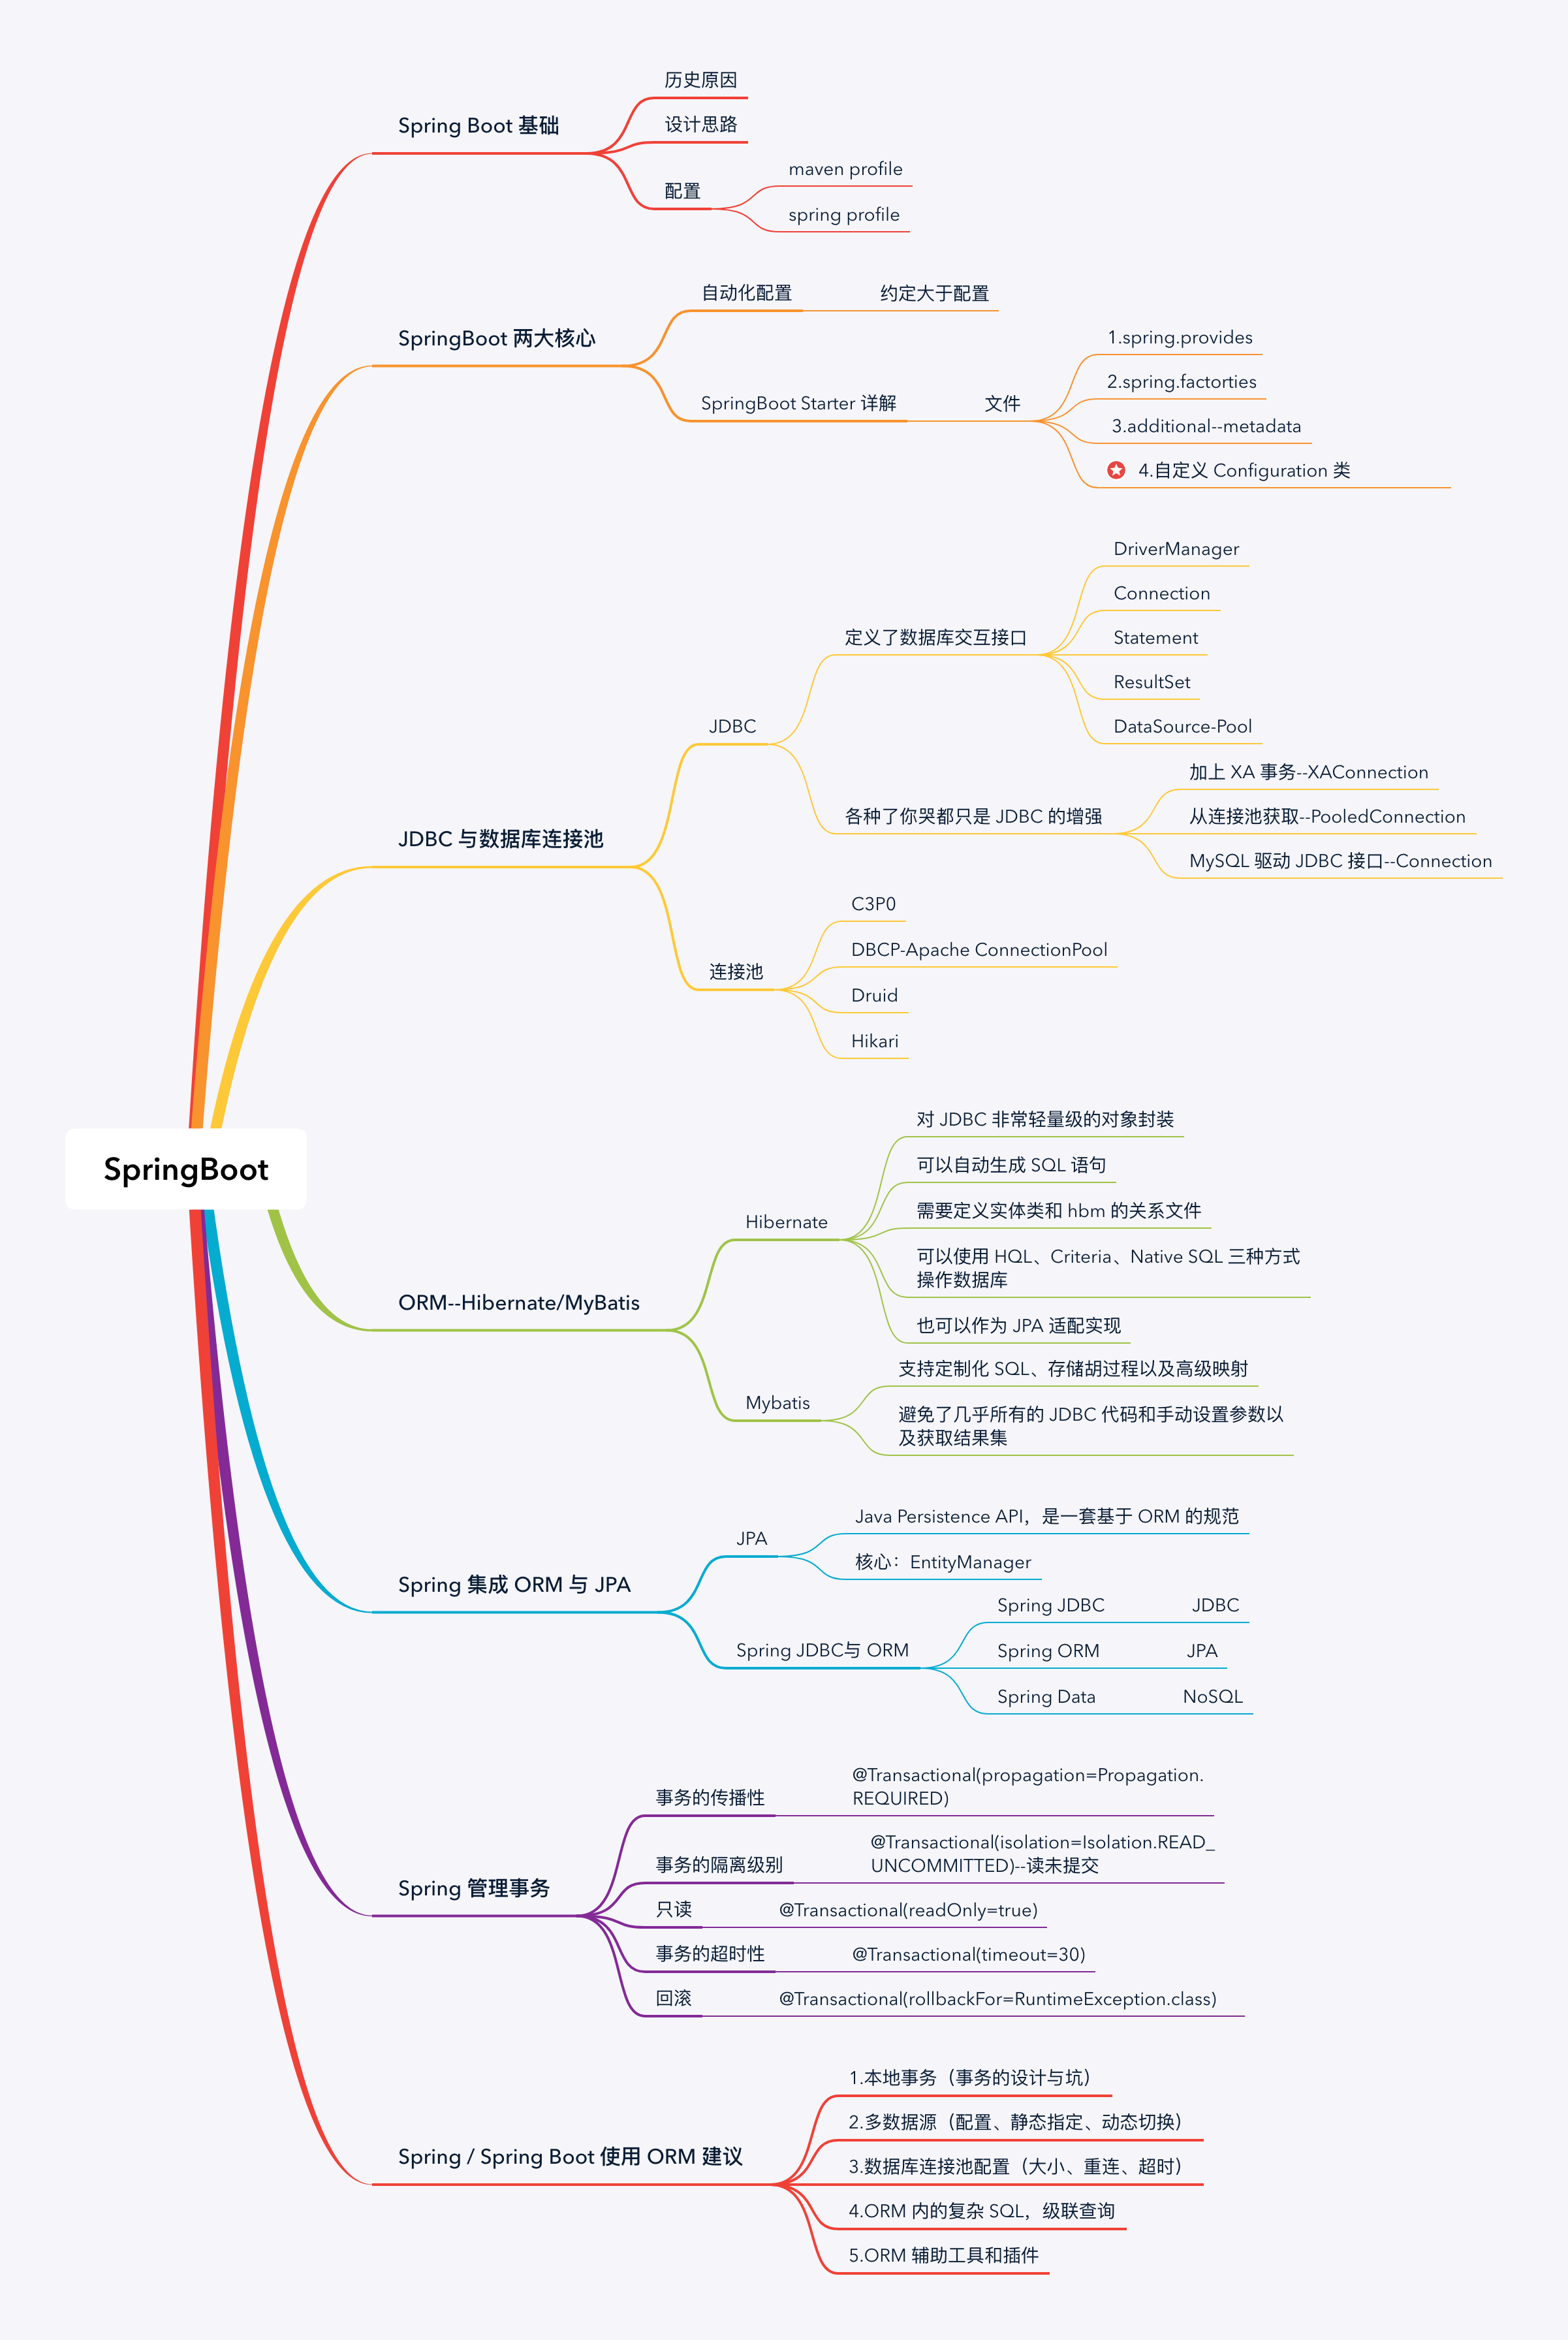 SpringBoot
Spring Boot 基础
历史原因
设计思路
配置
maven profile
spring profile
SpringBoot 两大核心
自动化配置
约定大于配置
SpringBoot Starter 详解
文件
1.spring.provides
2.spring.factorties
3.additional--metadata
4.自定义 Configuration 类
JDBC 与数据库连接池
JDBC
定义了数据库交互接口
DriverManager
Connection
Statement
ResultSet
DataSource-Pool
各种了你哭都只是 JDBC 的增强
加上 XA 事务--XAConnection
从连接池获取--PooledConnection
MySQL 驱动 JDBC 接口--Connection
连接池
C3P0
DBCP-Apache ConnectionPool
Druid
Hikari
ORM--Hibernate/MyBatis
Hibernate
对 JDBC 非常轻量级的对象封装
可以自动生成 SQL 语句
需要定义实体类和 hbm 的关系文件
可以使用 HQL、Criteria、Native SQL 三种方式
操作数据库
也可以作为 JPA 适配实现
Mybatis
支持定制化 SQL、存储胡过程以及高级映射
避免了几乎所有的 JDBC 代码和手动设置参数以
及获取结果集
Spring 集成 ORM 与 JPA
JPA
Java Persistence API，是一套基于 ORM 的规范
核心：EntityManager
Spring JDBC与 ORM
Spring JDBC
JDBC
Spring ORM
JPA
Spring Data
NoSQL
Spring 管理事务
事务的传播性
@Transactional(propagation=Propagation.
REQUIRED)
事务的隔离级别
@Transactional(isolation=Isolation.READ_
UNCOMMITTED)--读未提交
只读
@Transactional(readOnly=true)
事务的超时性
@Transactional(timeout=30)
回滚
@Transactional(rollbackFor=RuntimeException.class)
Spring / Spring Boot 使用 ORM 建议
1.本地事务（事务的设计与坑）
2.多数据源（配置、静态指定、动态切换）
3.数据库连接池配置（大小、重连、超时）
4.ORM 内的复杂 SQL，级联查询
5.ORM 辅助工具和插件